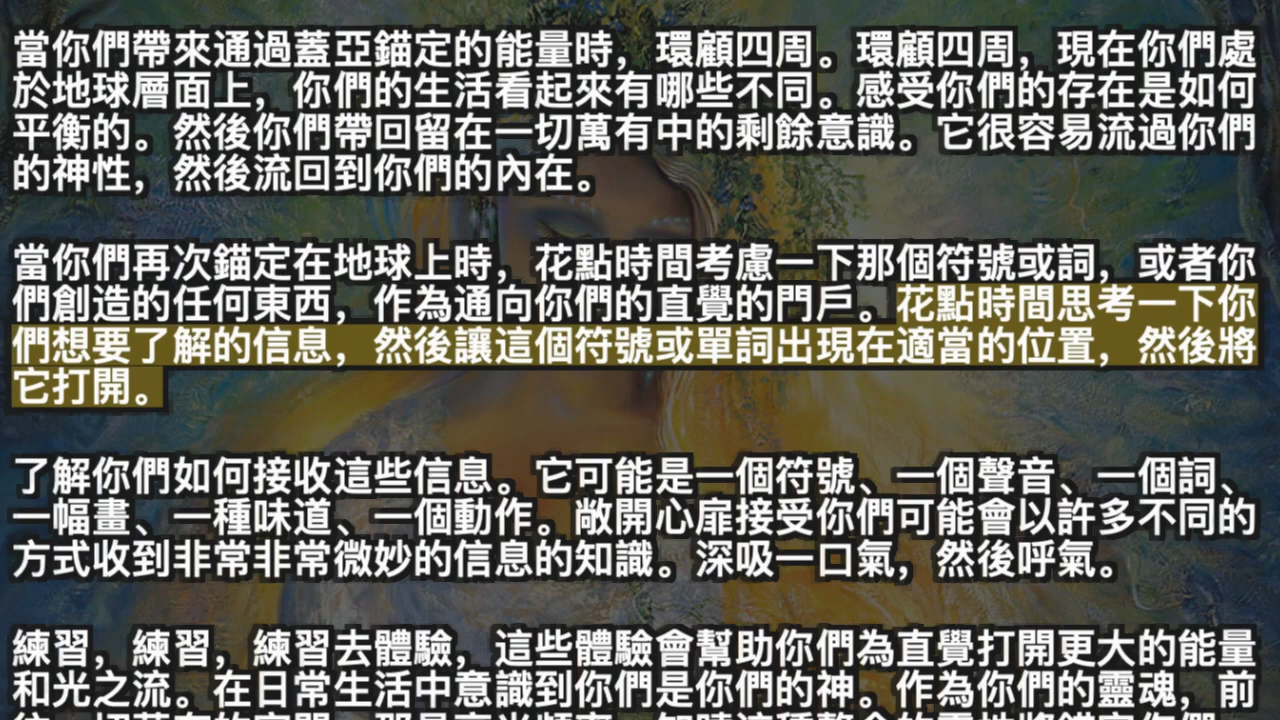 當你們帶來通過蓋亞錨定的能量時，環顧四周。環顧四周，現在你們處
於地球層面上，你們的生活看起來有哪些不同。感受你們的存在是如何
平衡的。然後你們帶回留在一切萬有中的剩餘意識。它很容易流過你們
的神性，然後流回到你們的內在。
當你們再次錨定在地球上時，花點時間考慮一下那個符號或詞，或者你
們創造的任何東西，作為通向你們的直覺的門戶。花點時間思考一下你
們想要了解的信息，然後讓這個符號或單詞出現在適當的位置，然後將
它打開。
了解你們如何接收這些信息。它可能是一個符號、一個聲音、一個詞、
一幅畫、一種味道、一個動作。敞開心扉接受你們可能會以許多不同的
方式收到非常非常微妙的信息的知識。深吸一口氣，然後呼氣。
練習，練習，練習去體驗，這些體驗會幫助你們為直覺打開更大的能量
和光之流。在日常生活中意識到你們是你們的神。作為你們的靈魂，前